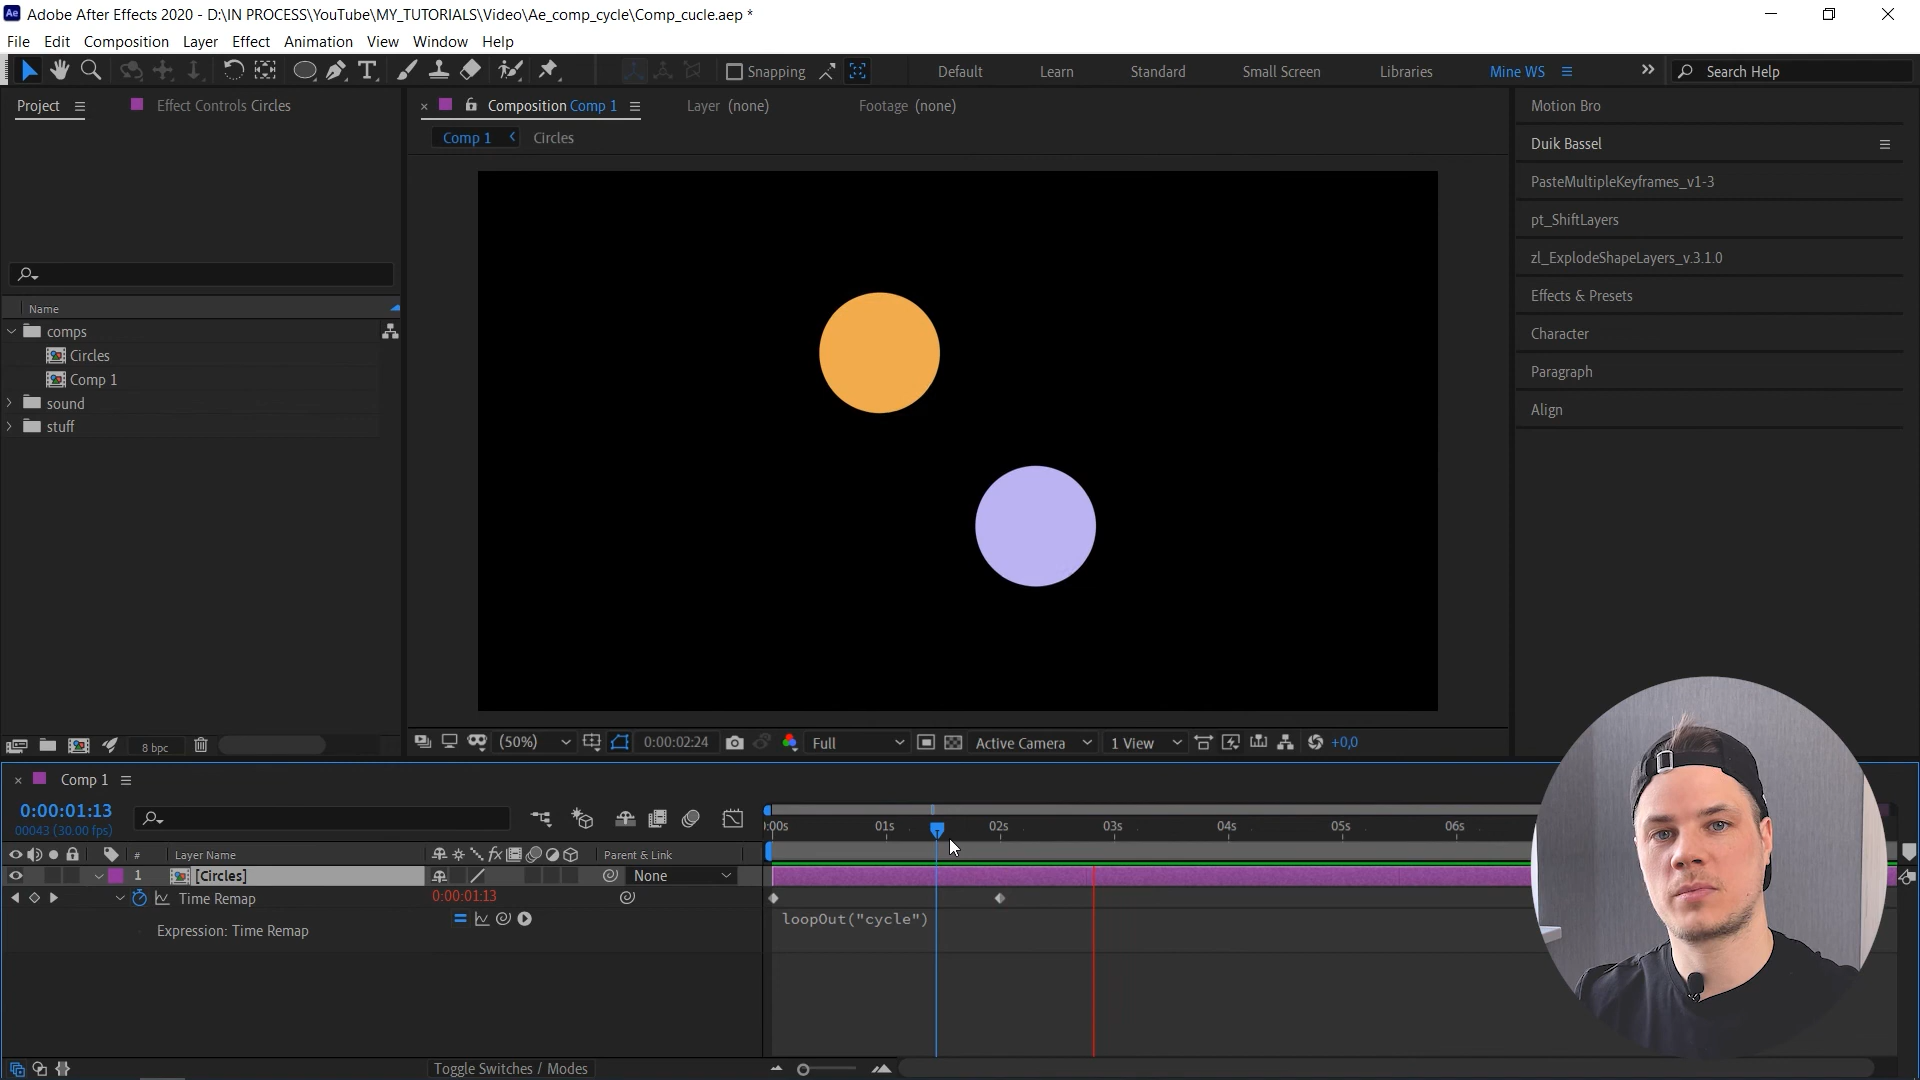 Ae Adobe After Effects 2020 - D:\IN PROCESS\YouTube\MY_TUTORIALS\Video\Ae_comp_cycle\Comp_cucle.aep *
File Edit Composition Layer Effect Animation View Window Help
Snapping Default Learn Standard Small Screen Libraries Mine WS Search Help
Project Effect Controls Circles Composition Comp 1 Layer (none) Footage (none)
Comp 1 Circles
Motion Bro
Duik Bassel
PasteMultipleKeyframes_v1-3
pt_ShiftLayers
zl_ExplodeShapeLayers_v.3.1.0
Effects & Presets
Character
Paragraph
Align
Name
comps
Circles
Comp 1
sound
stuff
8 bpc
(50%) 0:00:02:24 Full Active Camera 1 View +0,0
Comp 1
0:00:01:13
00043 (30.00 fps)
:00s 01s 02s 03s 04s 05s 06s
# Layer Name fx Parent & Link
1 [Circles] None
Time Remap 0:00:01:13
Expression: Time Remap loopOut("cycle")
Toggle Switches / Modes